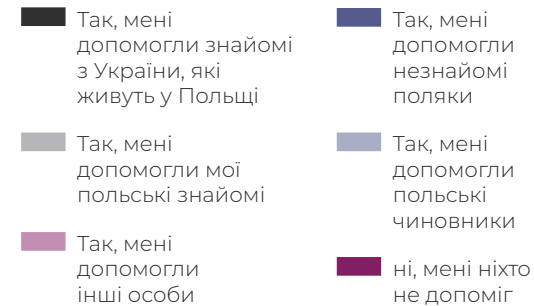 Так, мені
допомогли знайомі
з України, які
живуть у Польщі
Так, мені
допомогли мої
польські знайомі
Так, мені
допомогли
інші особи
Так, мені
допомогли
незнайомі
поляки
Так, мені
допомогли
польські
чиновники
ні, мені ніхто
не допоміг